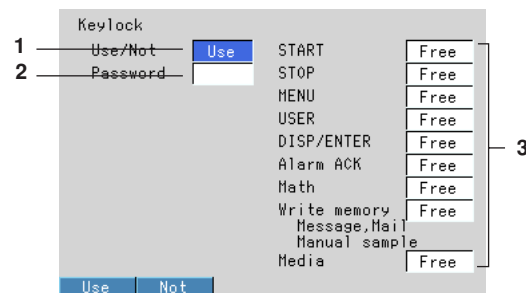 Keylock
1 Use/Not Use
2 Password
START Free
STOP Free
MENU Free
USER Free
DISP/ENTER Free
Alarm ACK Free
Math Free
Write memory Free
Message,Mail
Manual sample
Media Free
3
Use Not